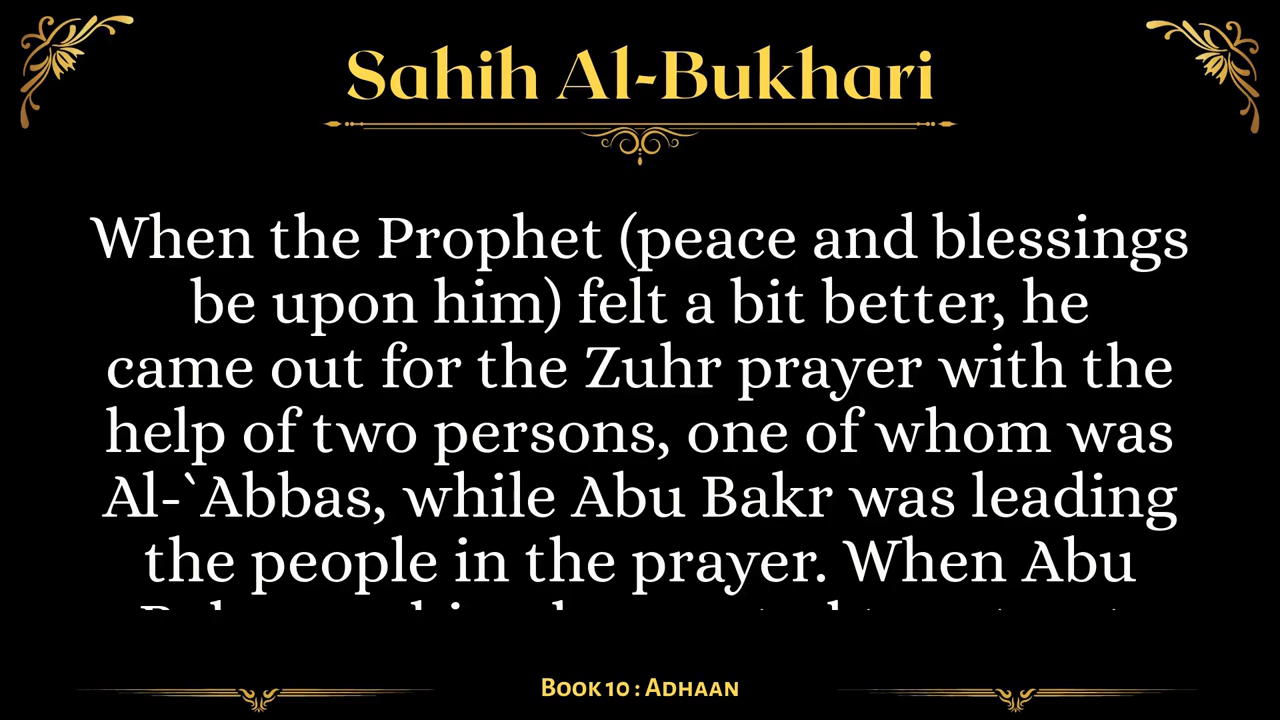 Sahih Al-Bukhari
When the Prophet (peace and blessings
be upon him) felt a bit better, he
came out for the Zuhr prayer with the
help of two persons, one of whom was
Al-`Abbas, while Abu Bakr was leading
the people in the prayer. When Abu
Book 10 : Adhaan